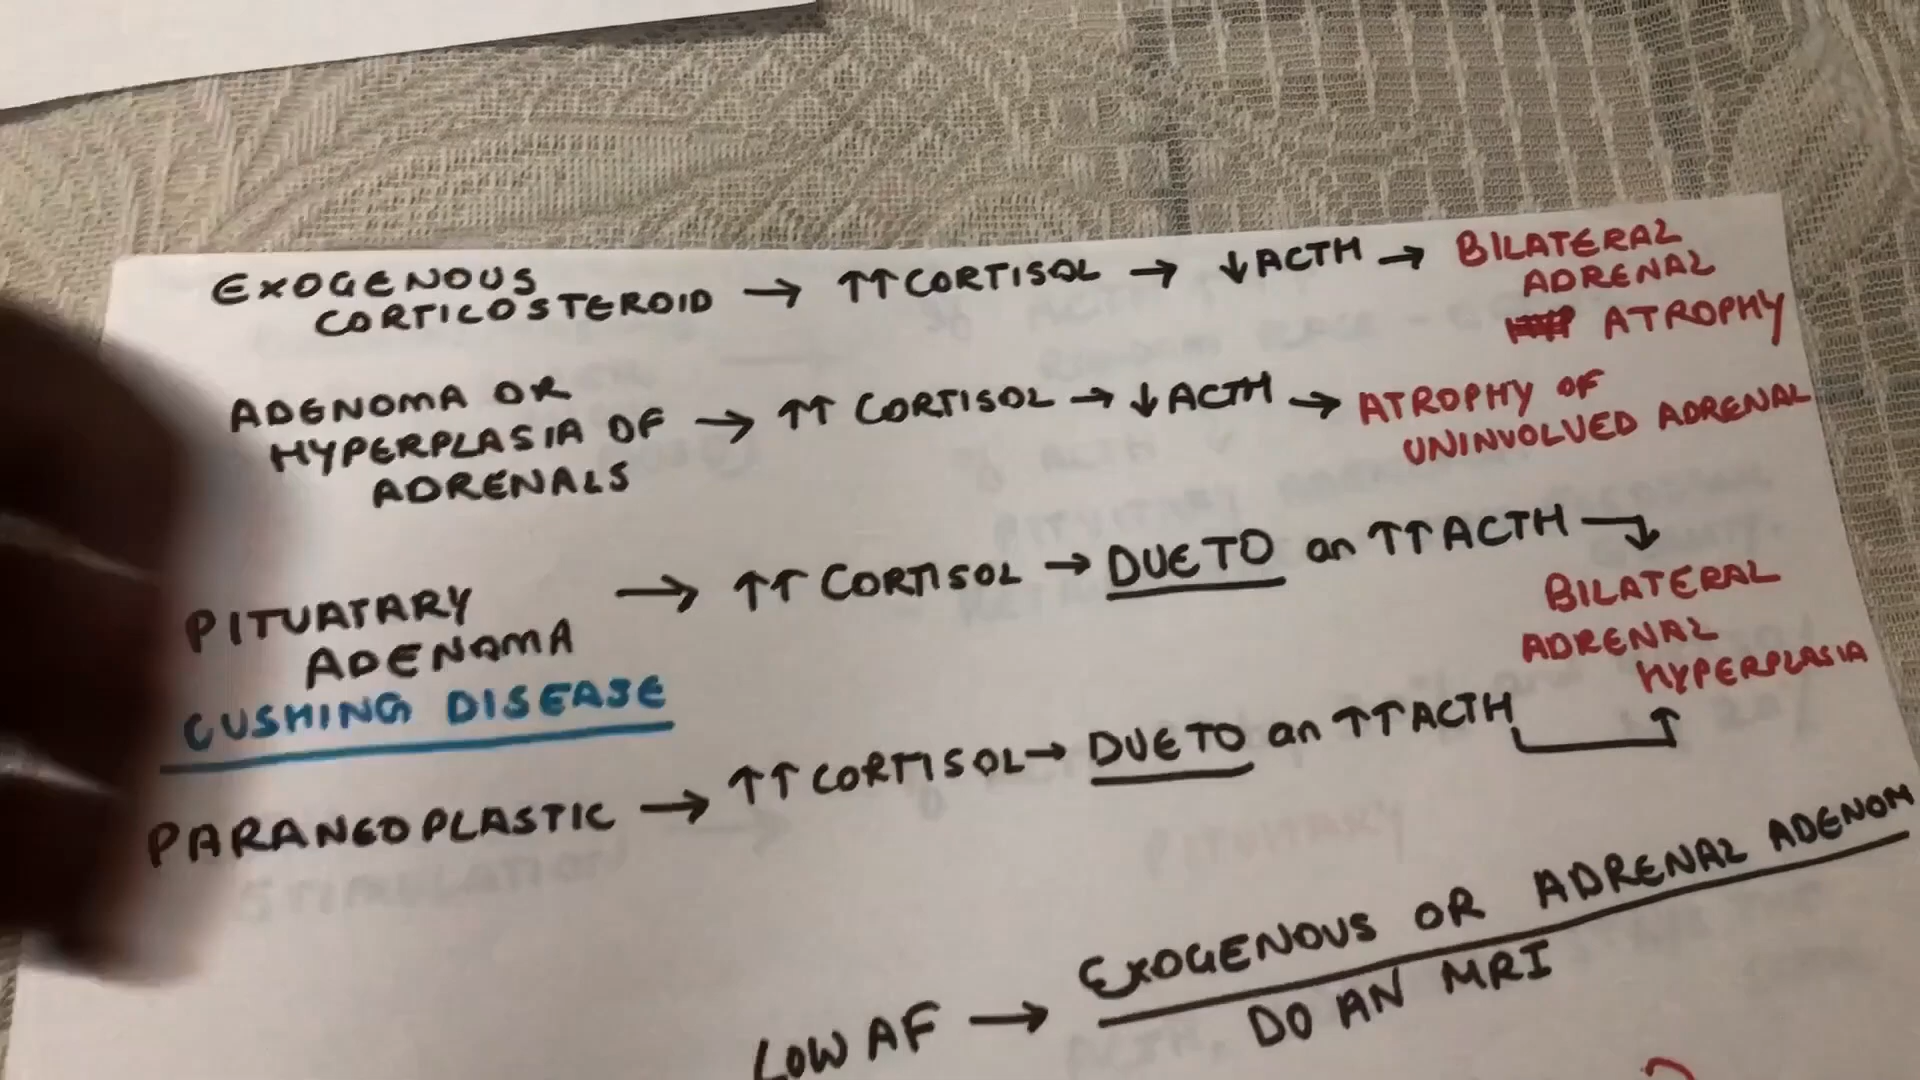 EXOGENOUS
CORTICOSTEROID → ↑↑ CORTISOL → ↓ ACTH → BILATERAL
ADRENAL
ATROPHY
ADENOMA OR
HYPERPLASIA OF → ↑↑ CORTISOL → ↓ ACTH → ATROPHY OF
ADRENALS
UNINVOLVED ADRENAL
PITUATARY → ↑↑ CORTISOL → DUE TO an ↑↑ ACTH
ADENOMA
BILATERAL
ADRENAL
HYPERPLASIA
CUSHING DISEASE
PARANEOPLASTIC → ↑↑ CORTISOL → DUE TO an ↑↑ ACTH
LOW AF → EXOGENOUS OR ADRENAL ADENOM
DO AN MRI